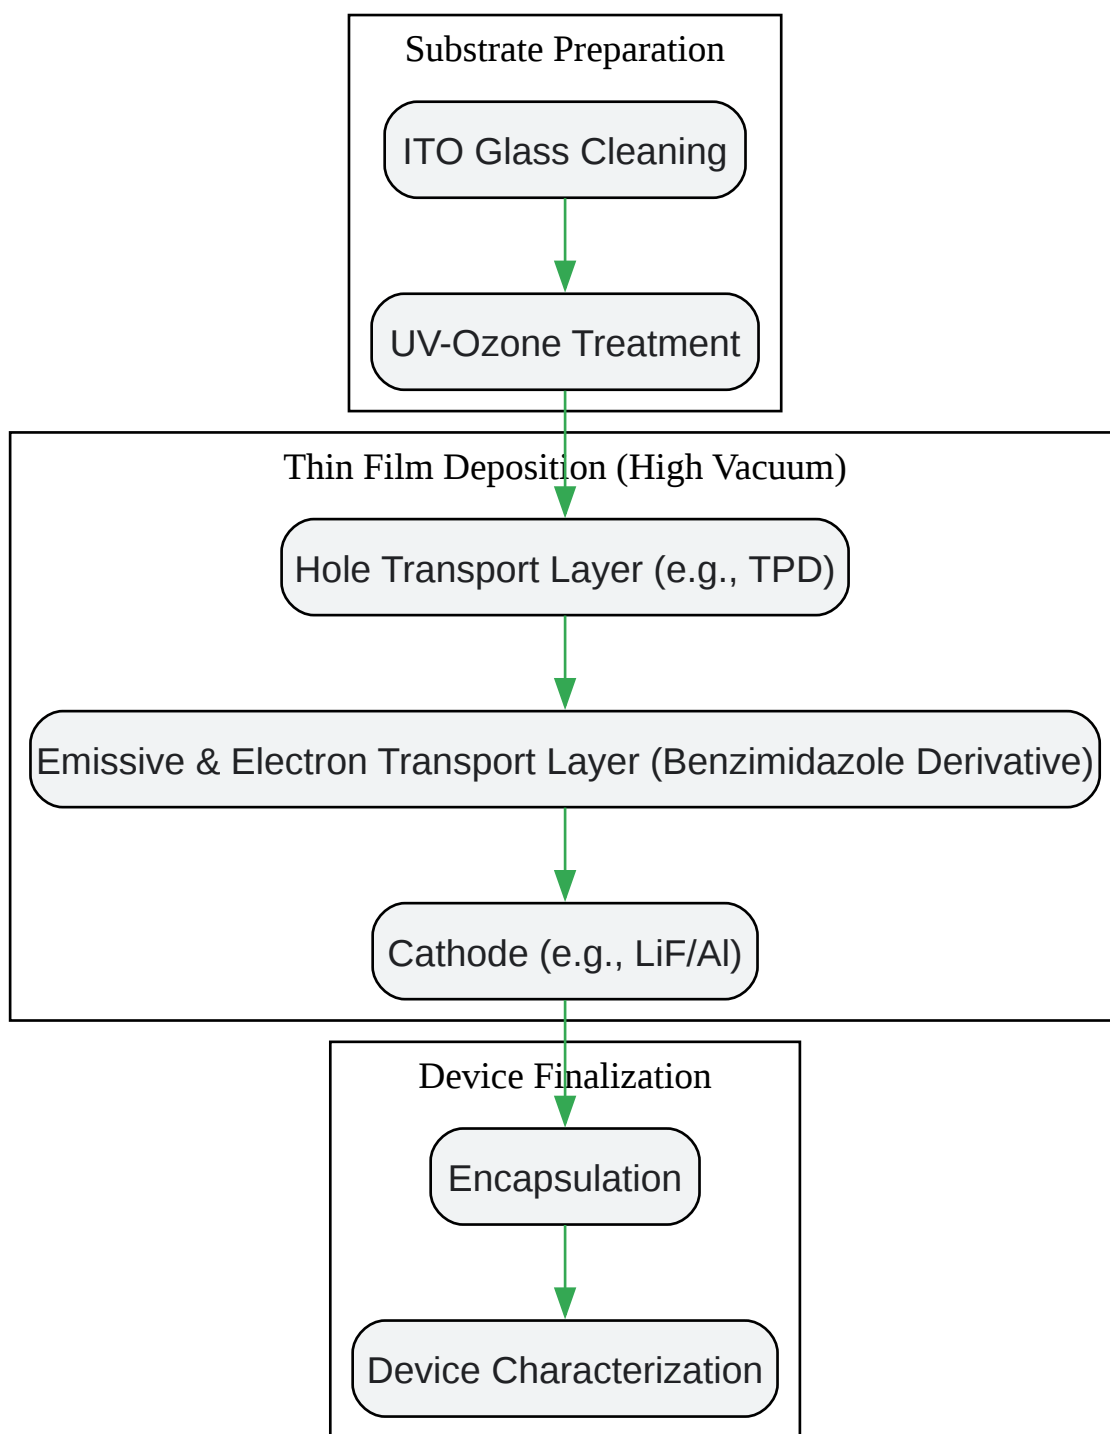 Substrate Preparation
ITO Glass Cleaning
UV-Ozone Treatment
Thin Film Deposition (High Vacuum)
Hole Transport Layer (e.g., TPD)
Emissive & Electron Transport Layer (Benzimidazole Derivative)
Cathode (e.g., LiF/Al)
Device Finalization
Encapsulation
Device Characterization